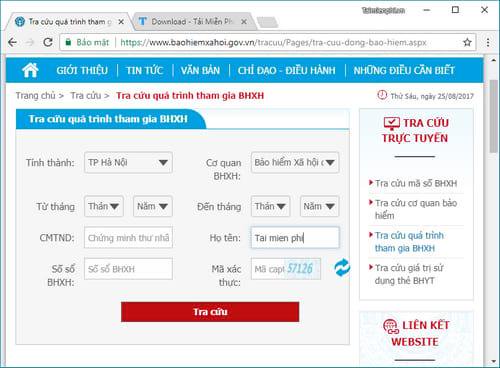 Taimienphi.vn
Tra cứu quá trình tham gia
Download - Tải Miễn Ph
Bảo mật
https://www.baohiemxahoi.gov.vn/tracuu/Pages/tra-cuu-dong-bao-hiem.aspx
GIỚI THIỆU TIN TỨC VĂN BẢN CHỈ ĐẠO - ĐIỀU HÀNH NHỮNG ĐIỀU CẦN BIẾT
Trang chủ > Tra cứu > Tra cứu quá trình tham gia BHXH
Thứ Sáu, ngày 25/08/2017
Tra cứu quá trình tham gia BHXH
Tỉnh thành: TP Hà Nội Cơ quan BHXH: Bảo hiểm Xã hội
Từ tháng Thán Năm Đến tháng Thán Năm
CMTND: Chứng minh thư nhâ Họ tên: Tai mien phi
Số sổ BHXH: Số sổ BHXH Mã xác thực: Mã capt 57126
Tra cứu
TRA CỨU
TRỰC TUYẾN
Tra cứu mã số BHXH
Tra cứu cơ quan bảo
hiểm
Tra cứu quá trình
tham gia BHXH
Tra cứu giá trị sử
dụng thẻ BHYT
LIÊN KẾT
WEBSITE